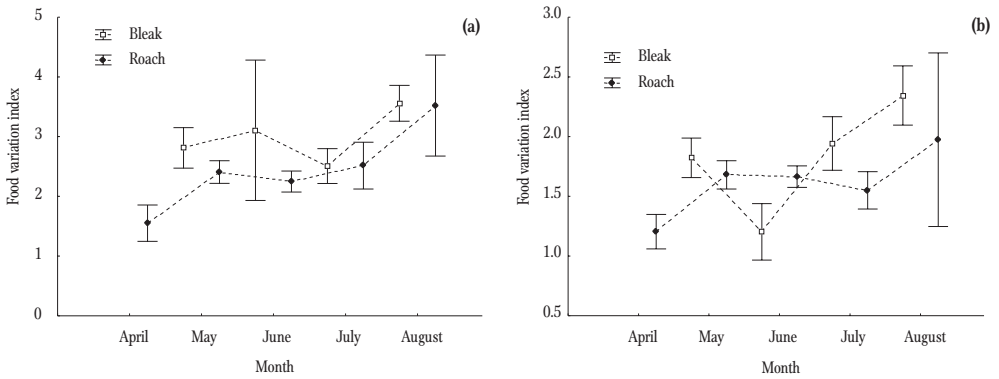 (a)
Bleak
Roach
Food variation index
5
4
3
2
1
0
April May June July August
Month
(b)
Bleak
Roach
Food variation index
3.0
2.5
2.0
1.5
1.0
0.5
April May June July August
Month